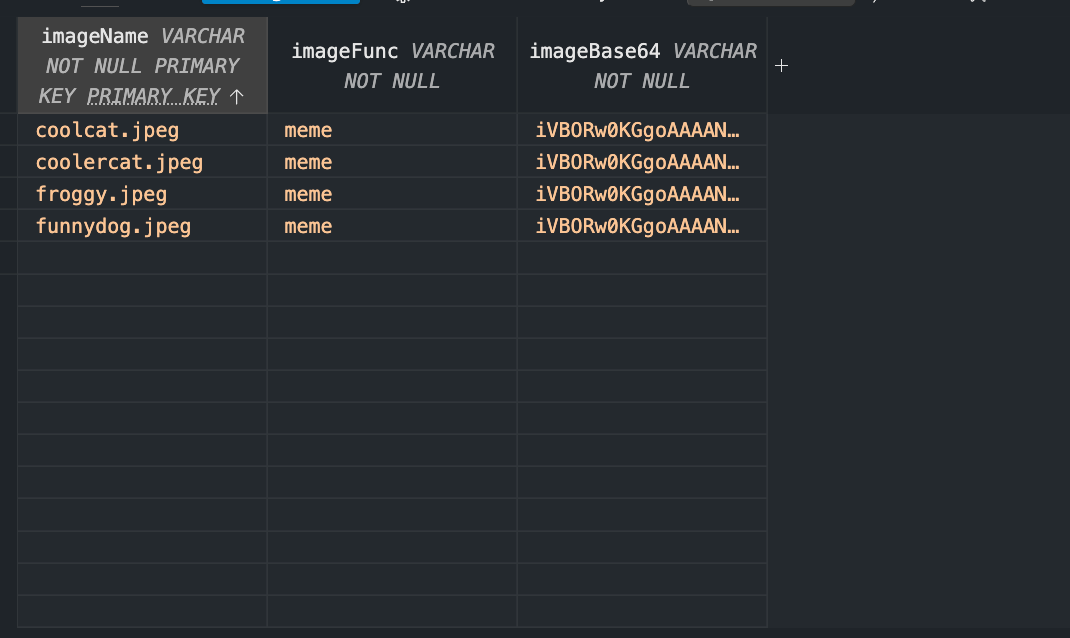 imageName VARCHAR
NOT NULL PRIMARY
KEY PRIMARY KEY ↑
imageFunc VARCHAR
NOT NULL
imageBase64 VARCHAR
NOT NULL
+
coolcat.jpeg meme iVBORw0KGgoAAAAN…
coolercat.jpeg meme iVBORw0KGgoAAAAN…
froggy.jpeg meme iVBORw0KGgoAAAAN…
funnydog.jpeg meme iVBORw0KGgoAAAAN…